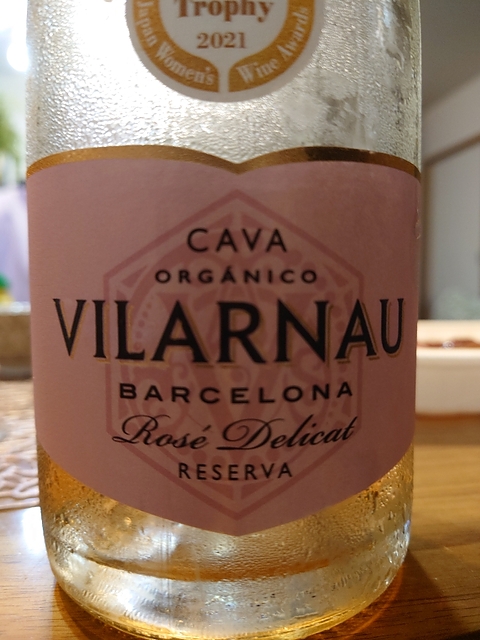 Trophy
2021
Japan Women's Wine Awards
CAVA
ORGÁNICO
VILARNAU
BARCELONA
Rosé Delicat
RESERVA